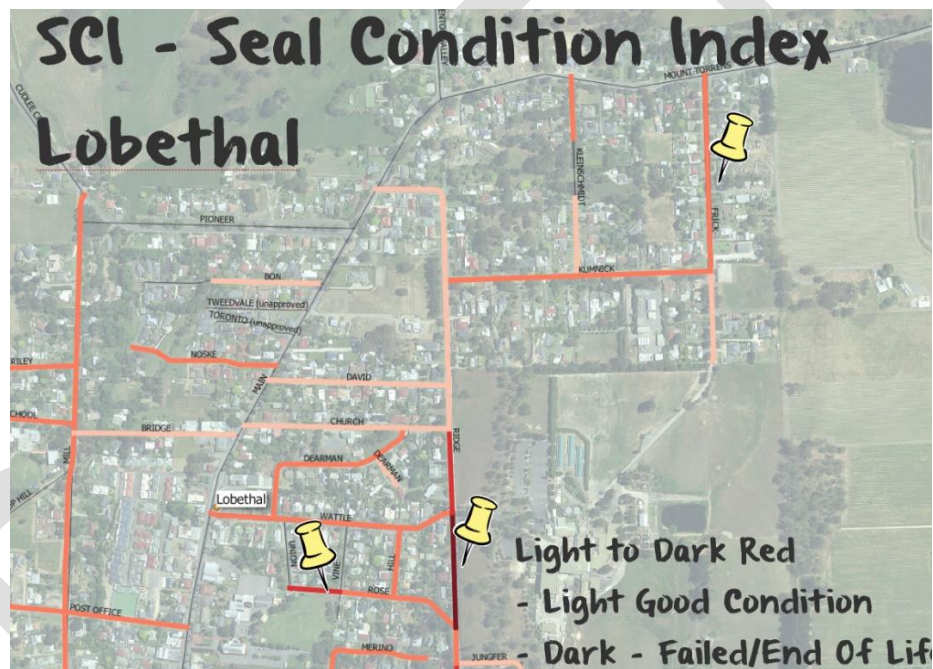 SCI - Seal Condition Index
Lobethal
MOUNT TORRENS
KLEINSCHMIDT
FRICK
PIONEER
KUMNICK
BON
TWEEDVALE (unapproved)
TORONTO (unapproved)
NOSKE
RILEY
MAIN
DAVID
CHURCH
BRIDGE
RIDGE
MILL
DEARMAN
DEARMAN
Lobethal
WATTLE
UNION
VINE
HILL
ROSE
POST OFFICE
MERINO
JUNGFER
Light to Dark Red
- Light Good Condition
- Dark - Failed/End Of Life